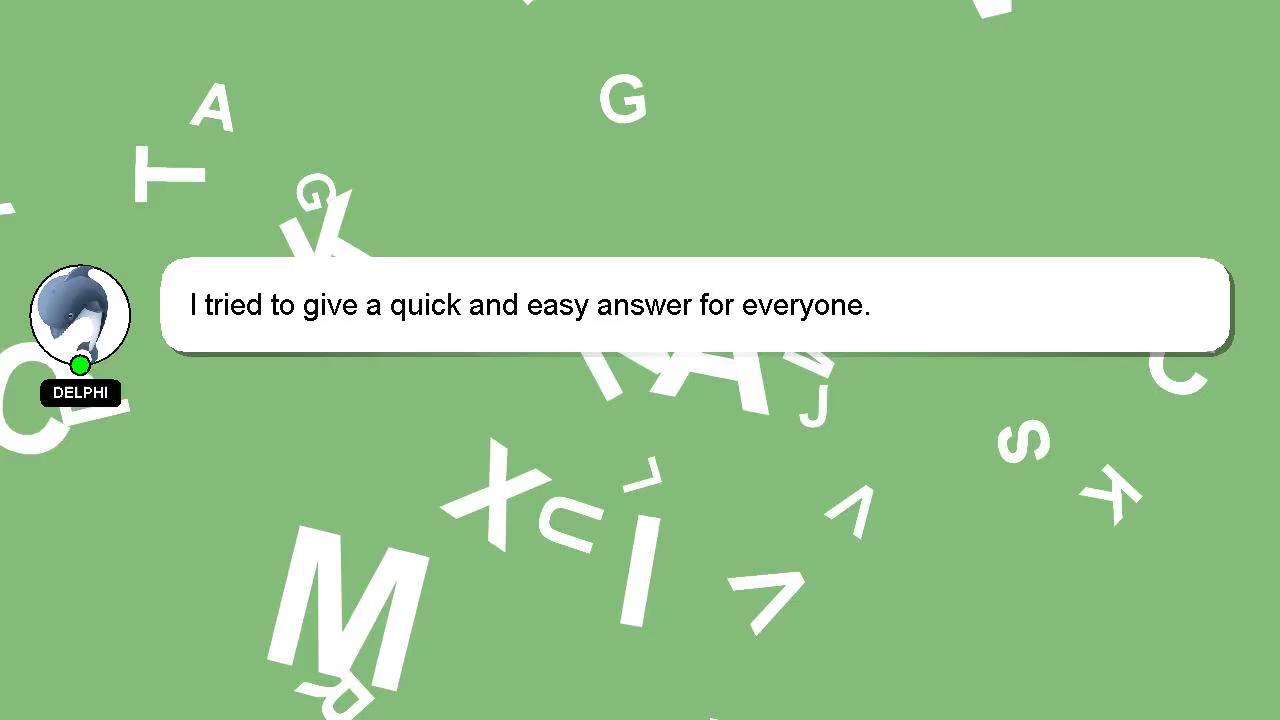 A
G
T
G
K
I tried to give a quick and easy answer for everyone.
DELPHI
C
A
J
C
S
K
X
U
L
I
V
V
M
R